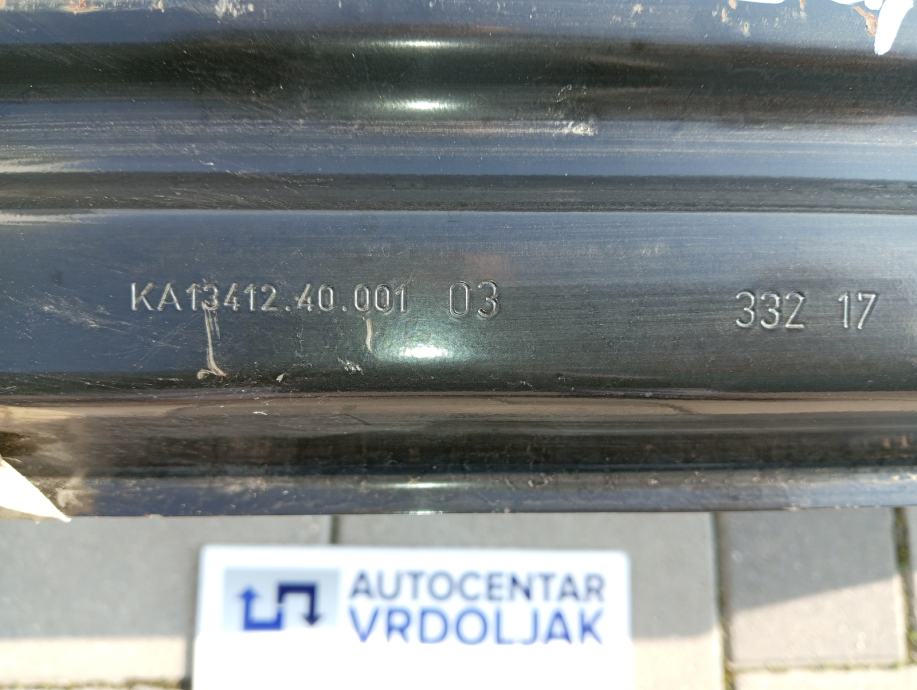 KA13412.40.001 03 332 17
AUTOCENTAR
VRDOLJAK